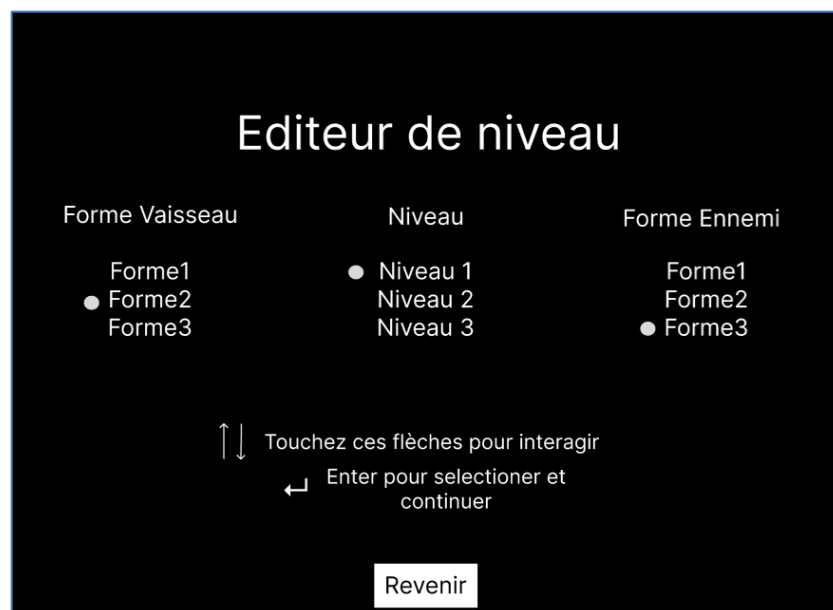 Editeur de niveau
Forme Vaisseau
Forme1
Forme2
Forme3
Niveau
Niveau 1
Niveau 2
Niveau 3
Forme Ennemi
Forme1
Forme2
Forme3
Touchez ces flèches pour interagir
Enter pour selectioner et
continuer
Revenir